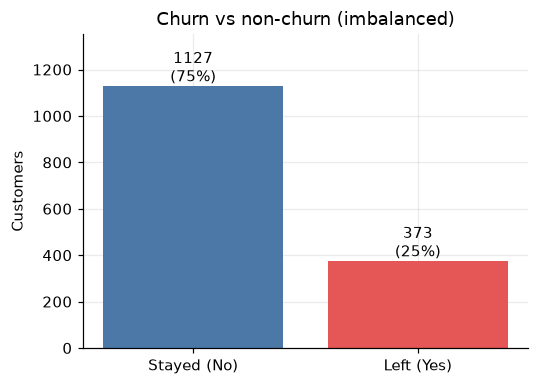 Churn vs non-churn (imbalanced)
Customers
1200
1000
800
600
400
200
0
1127
(75%)
373
(25%)
Stayed (No)
Left (Yes)